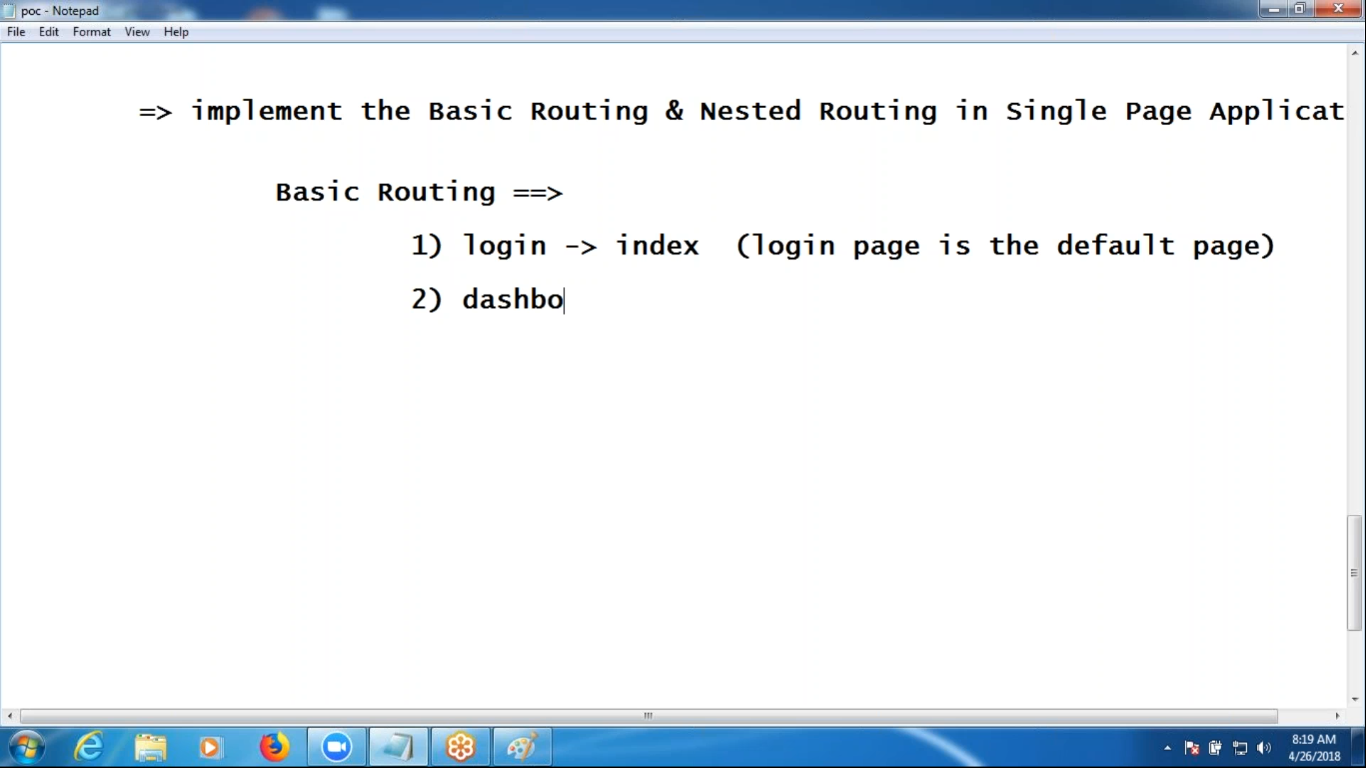 poc - Notepad
File Edit Format View Help
=> implement the Basic Routing & Nested Routing in Single Page Applicat
Basic Routing ==>
1) login -> index (login page is the default page)
2) dashbo
8:19 AM
4/26/2018